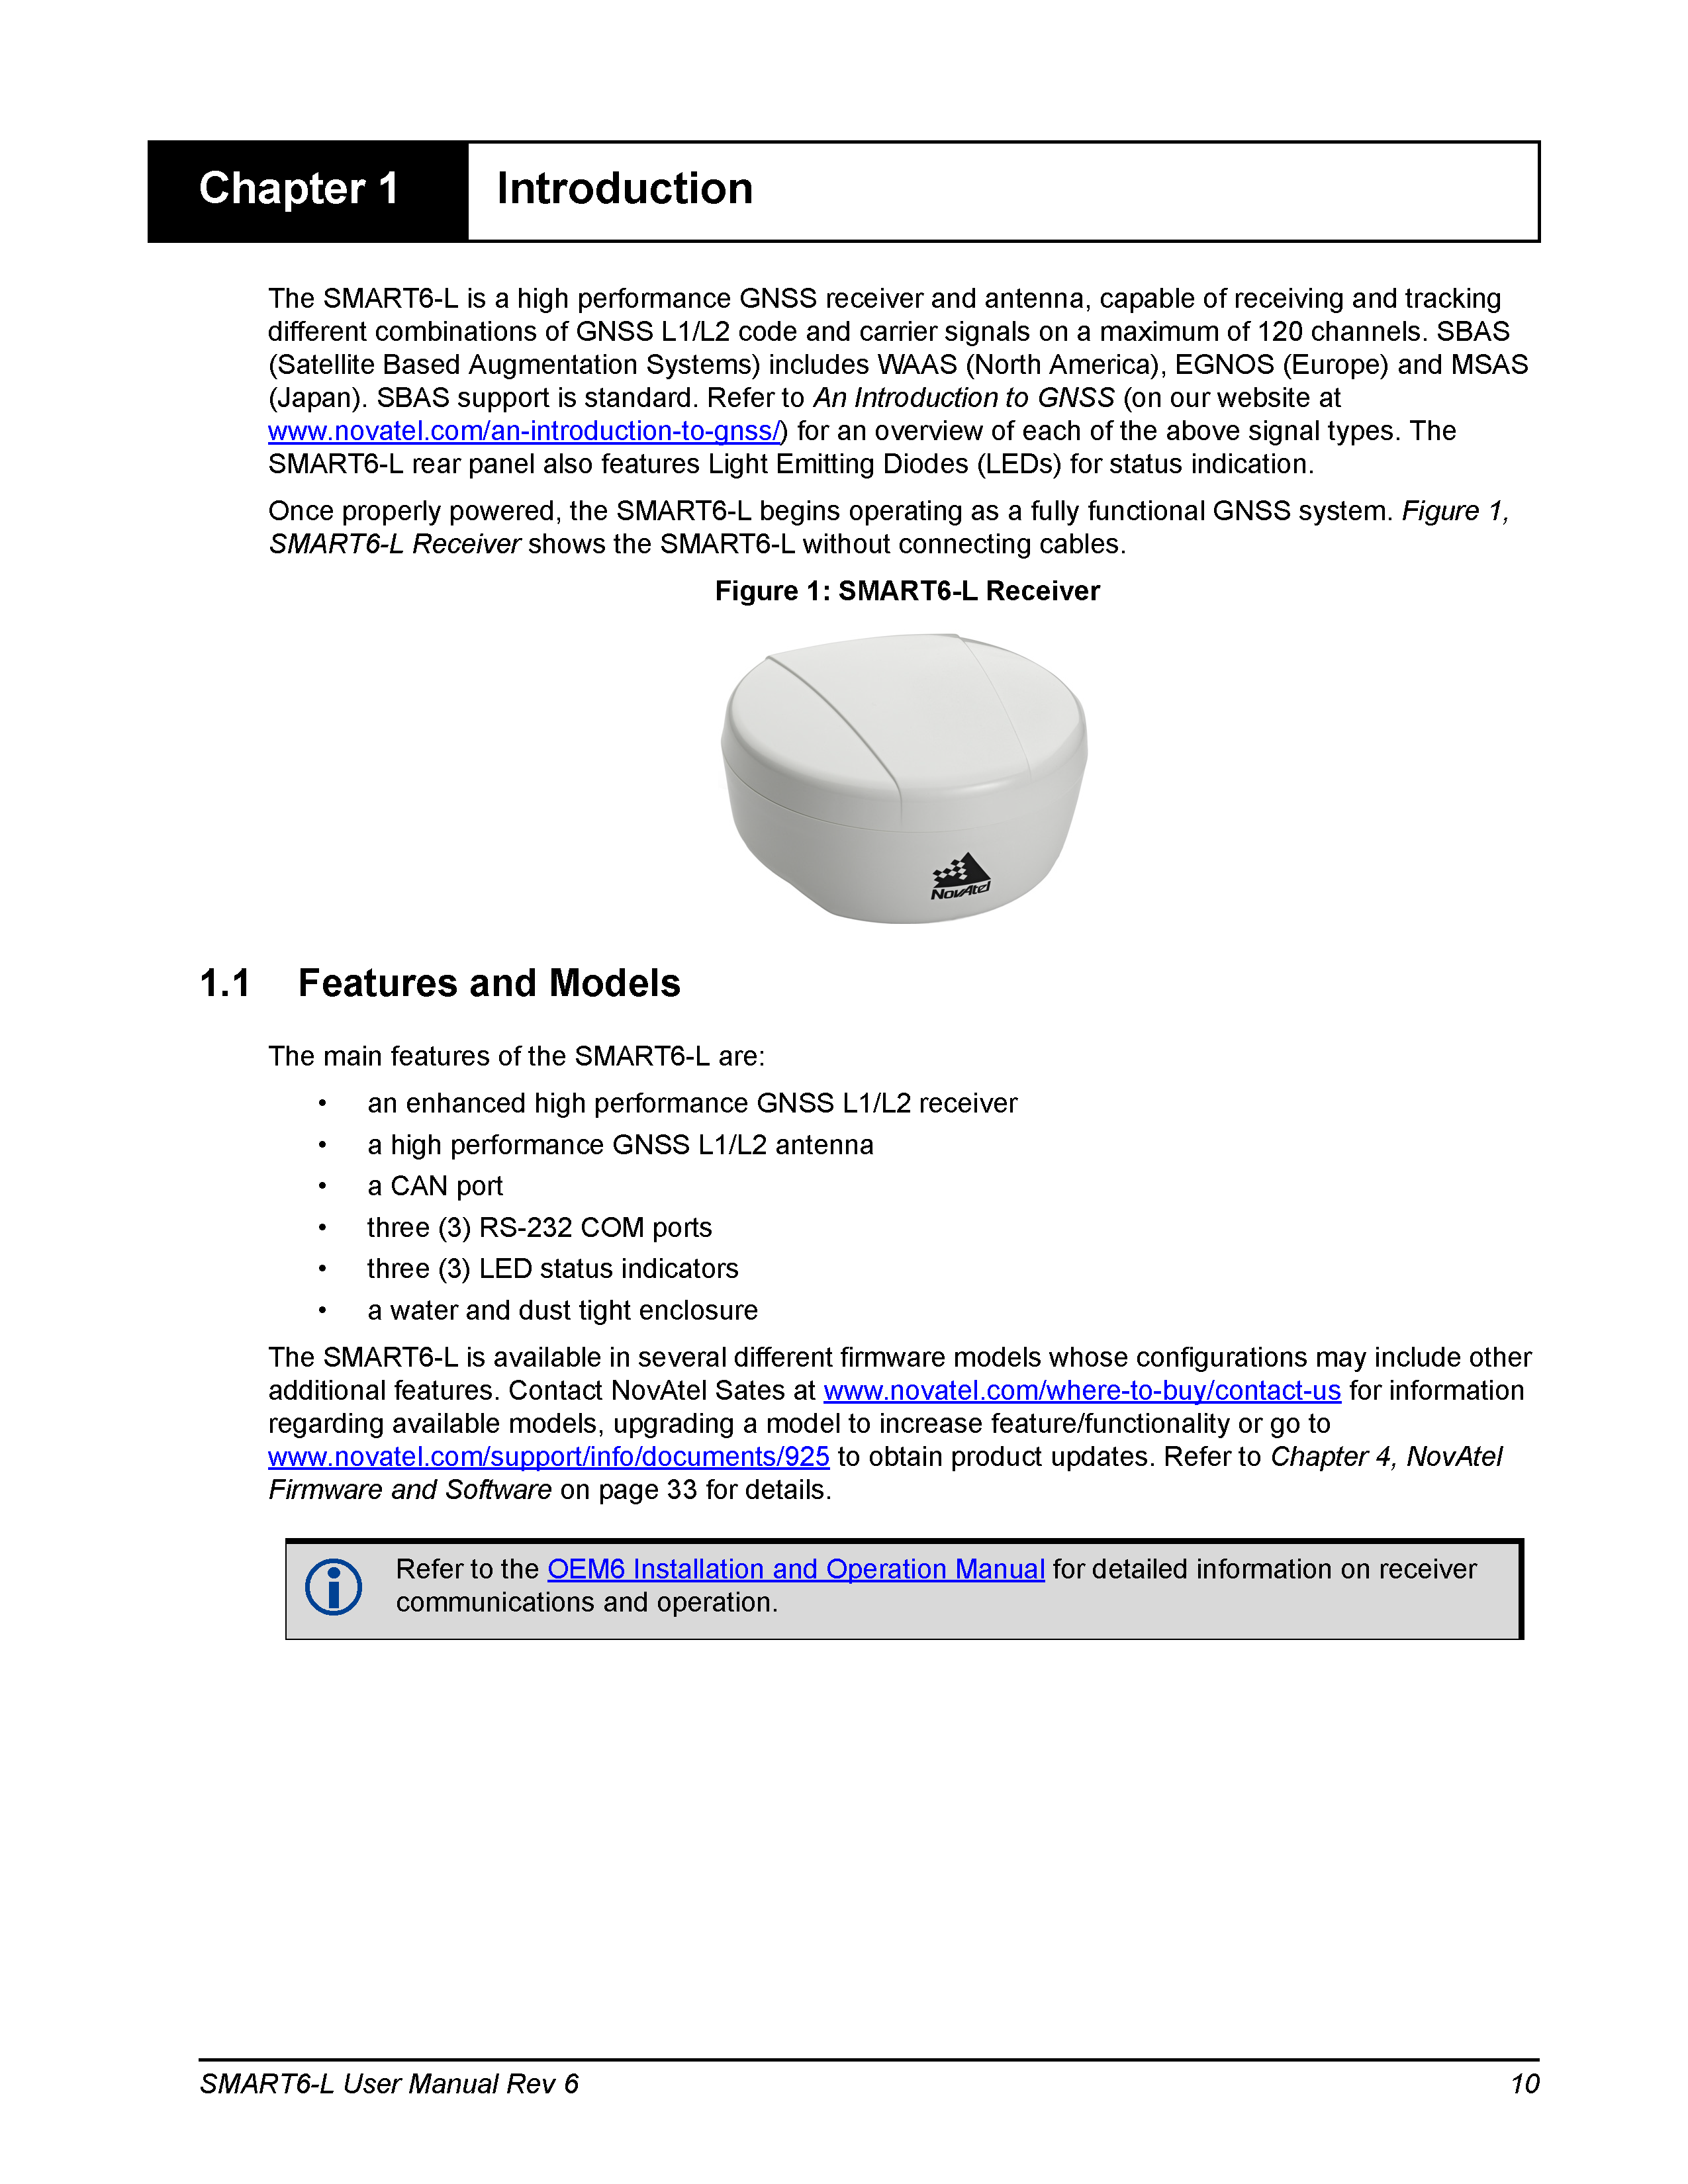 Chapter 1 Introduction
The SMART6-L is a high performance GNSS receiver and antenna, capable of receiving and tracking
different combinations of GNSS L1/L2 code and carrier signals on a maximum of 120 channels. SBAS
(Satellite Based Augmentation Systems) includes WAAS (North America), EGNOS (Europe) and MSAS
(Japan). SBAS support is standard. Refer to An Introduction to GNSS (on our website at
www.novatel.com/an-introduction-to-gnss/) for an overview of each of the above signal types. The
SMART6-L rear panel also features Light Emitting Diodes (LEDs) for status indication.
Once properly powered, the SMART6-L begins operating as a fully functional GNSS system. Figure 1,
SMART6-L Receiver shows the SMART6-L without connecting cables.
Figure 1: SMART6-L Receiver
NovAtel
1.1 Features and Models
The main features of the SMART6-L are:
• an enhanced high performance GNSS L1/L2 receiver
• a high performance GNSS L1/L2 antenna
• a CAN port
• three (3) RS-232 COM ports
• three (3) LED status indicators
• a water and dust tight enclosure
The SMART6-L is available in several different firmware models whose configurations may include other
additional features. Contact NovAtel Sates at www.novatel.com/where-to-buy/contact-us for information
regarding available models, upgrading a model to increase feature/functionality or go to
www.novatel.com/support/info/documents/925 to obtain product updates. Refer to Chapter 4, NovAtel
Firmware and Software on page 33 for details.
Refer to the OEM6 Installation and Operation Manual for detailed information on receiver
communications and operation.
SMART6-L User Manual Rev 6 10